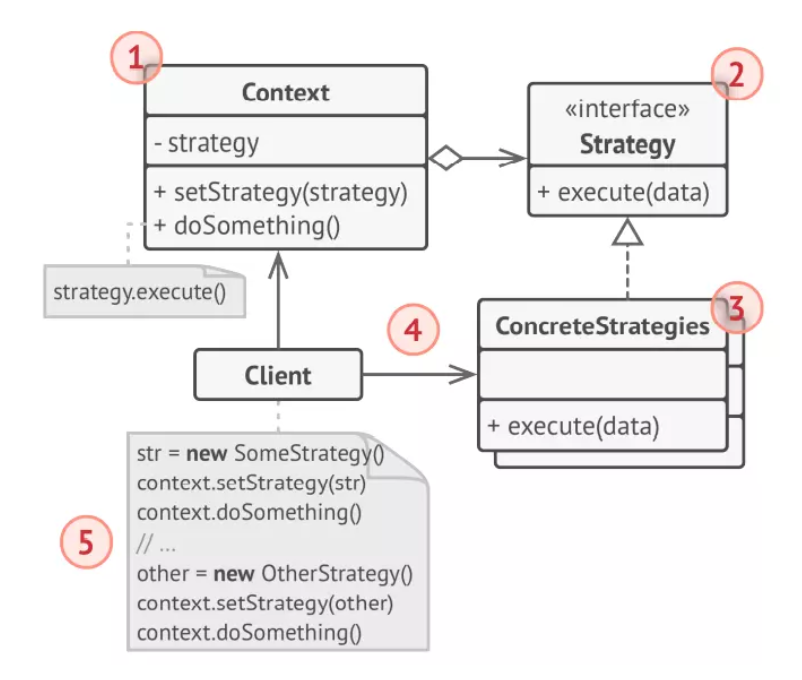 1
Context
- strategy
+ setStrategy(strategy)
+ doSomething()
strategy.execute()
2
«interface»
Strategy
+ execute(data)
3
ConcreteStrategies
+ execute(data)
4
Client
5
str = new SomeStrategy()
context.setStrategy(str)
context.doSomething()
// ...
other = new OtherStrategy()
context.setStrategy(other)
context.doSomething()